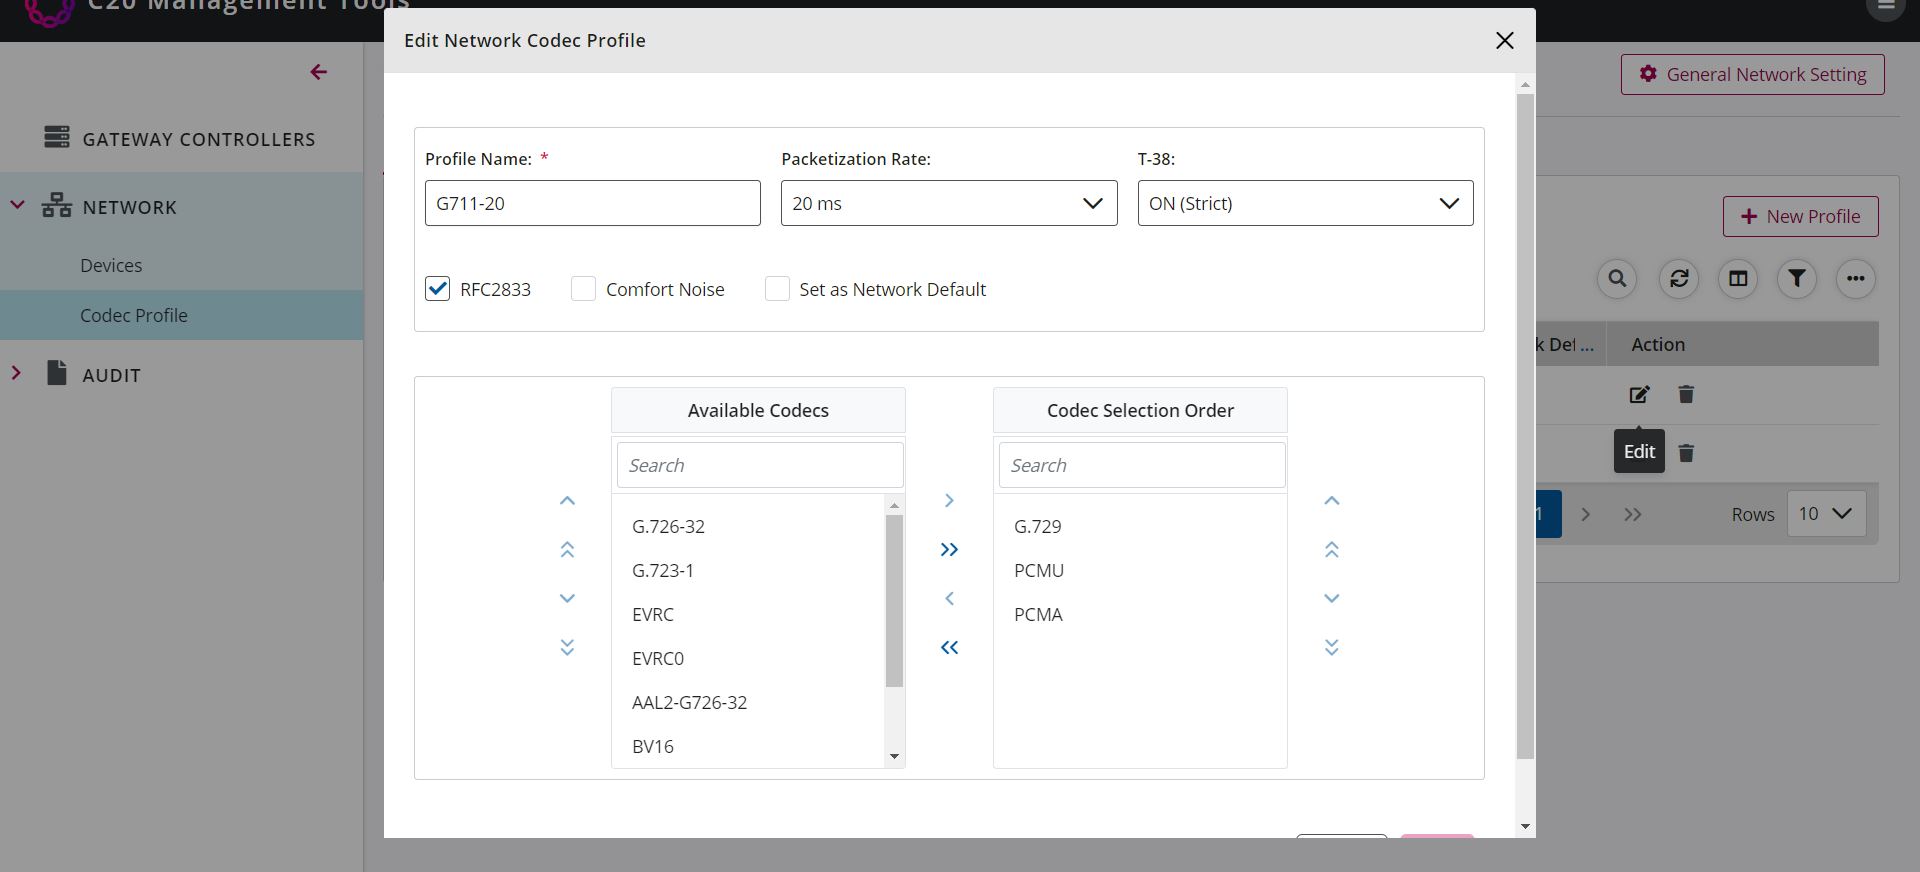 C20 Management Tools
Edit Network Codec Profile
General Network Setting
GATEWAY CONTROLLERS
Profile Name: *
Packetization Rate:
T-38:
G711-20
20 ms
ON (Strict)
NETWORK
New Profile
Devices
RFC2833
Comfort Noise
Set as Network Default
Codec Profile
k Def ...
Action
AUDIT
Available Codecs
Codec Selection Order
Edit
Search
Search
G.726-32
G.729
1
Rows
10
G.723-1
PCMU
EVRC
PCMA
EVRC0
AAL2-G726-32
BV16